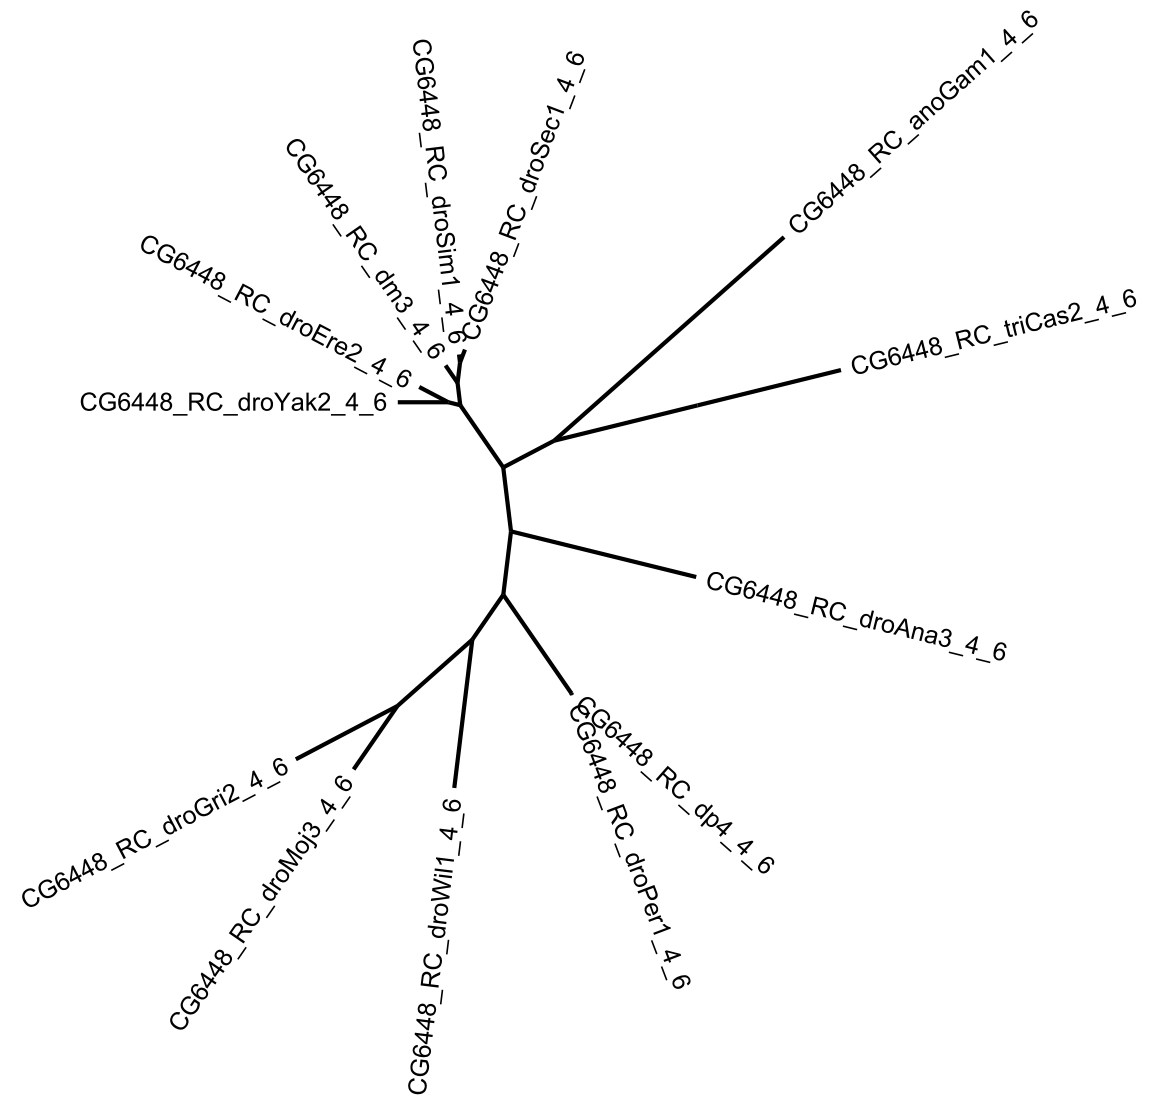 CG6448_RC_anoGam1_4_6
CG6448_RC_droSim1_4_6
CG6448_RC_droSec1_4_6
CG6448_RC_dm3_4_6
CG6448_RC_droEre2_4_6
CG6448_RC_triCas2_4_6
CG6448_RC_droYak2_4_6
CG6448_RC_droAna3_4_6
CG6448_RC_dp4_4_6
CG6448_RC_droPer1_4_6
CG6448_RC_droGri2_4_6
CG6448_RC_droMoj3_4_6
CG6448_RC_droWil1_4_6